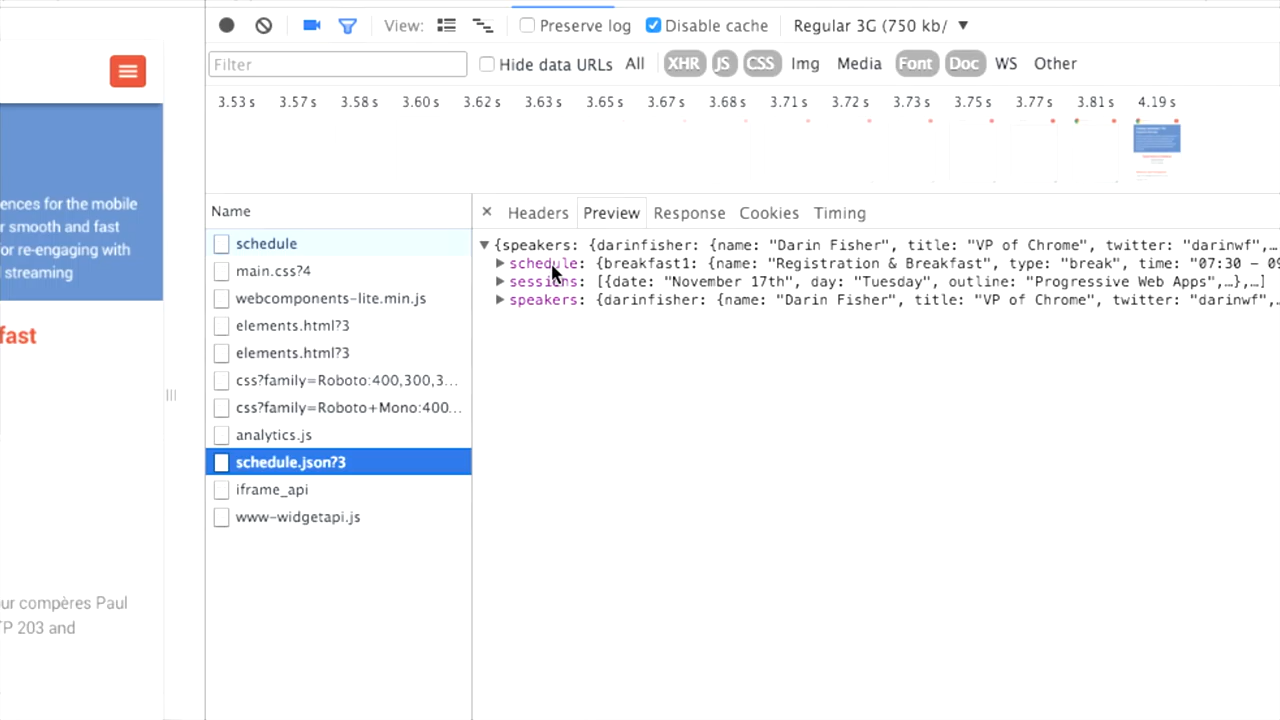 View: Preserve log Disable cache Regular 3G (750 kb/
Filter Hide data URLs All XHR JS CSS Img Media Font Doc WS Other
3.53 s 3.57 s 3.58 s 3.60 s 3.62 s 3.63 s 3.65 s 3.67 s 3.68 s 3.71 s 3.72 s 3.73 s 3.75 s 3.77 s 3.81 s 4.19 s
ences for the mobile
r smooth and fast
or re-engaging with
streaming
fast
ur compères Paul
TP 203 and
Name
schedule
main.css?4
webcomponents-lite.min.js
elements.html?3
elements.html?3
css?family=Roboto:400,300,3...
css?family=Roboto+Mono:400...
analytics.js
schedule.json?3
iframe_api
www-widgetapi.js
× Headers Preview Response Cookies Timing
{speakers: {darinfisher: {name: "Darin Fisher", title: "VP of Chrome", twitter: "darinwf",…
schedule: {breakfast1: {name: "Registration & Breakfast", type: "break", time: "07:30 - 09
sessions: [{date: "November 17th", day: "Tuesday", outline: "Progressive Web Apps",…},…]
speakers: {darinfisher: {name: "Darin Fisher", title: "VP of Chrome", twitter: "darinwf",…